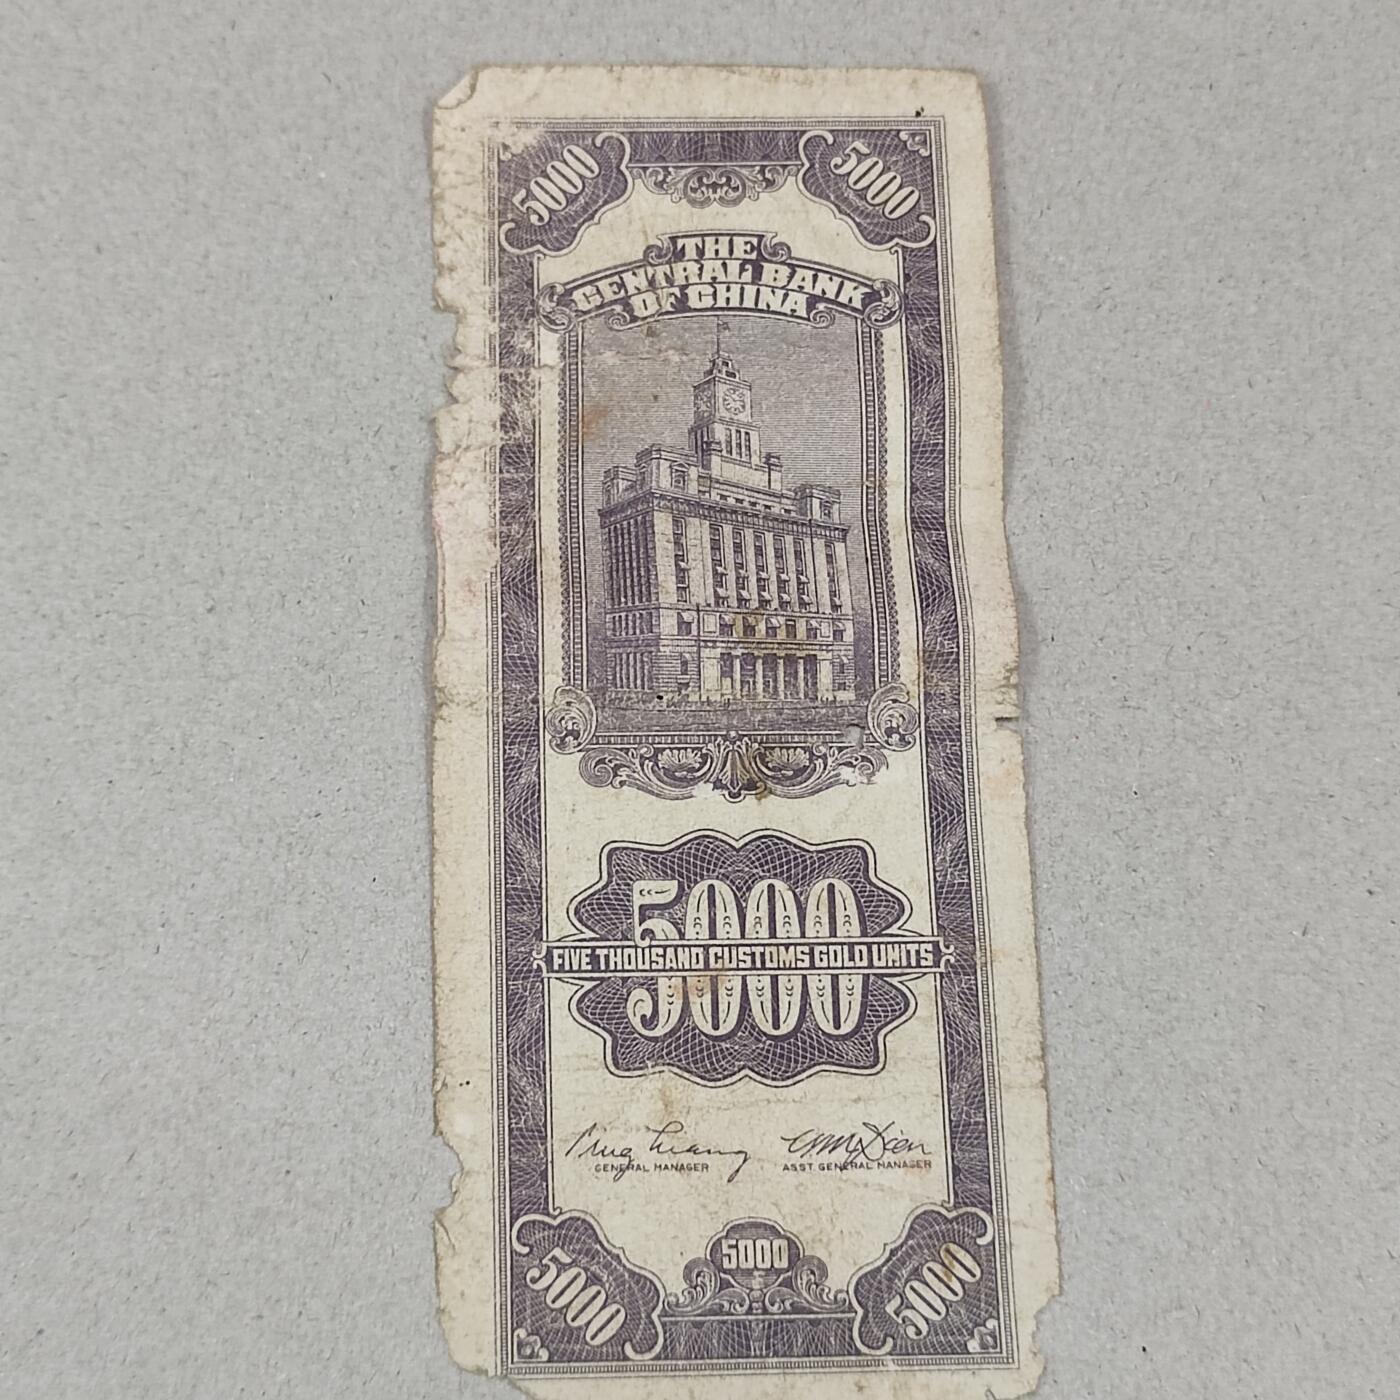 5000 5000
THE
CENTRAL BANK
OF CHINA
5000
FIVE THOUSAND CUSTOMS GOLD UNITS
GENERAL MANAGER ASST. GENERAL MANAGER
5000
5000 5000